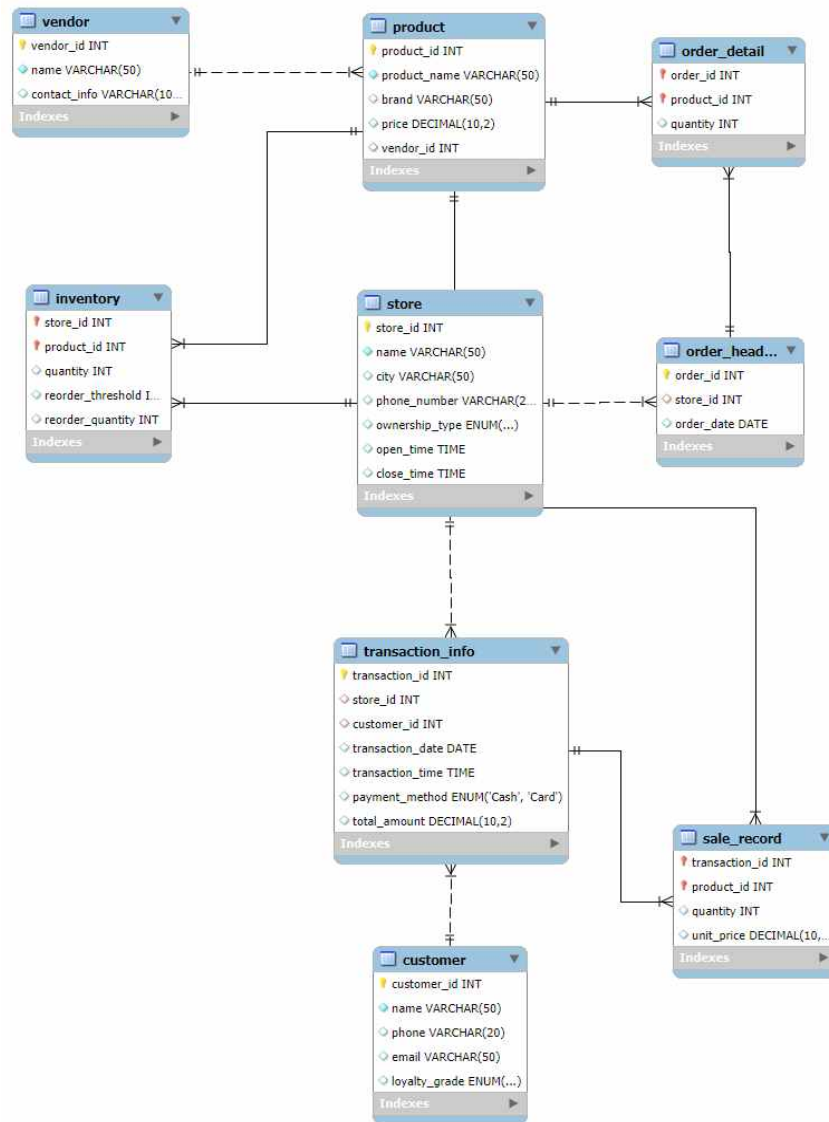 vendor
vendor_id INT
name VARCHAR(50)
contact_info VARCHAR(10...
Indexes
product
product_id INT
product_name VARCHAR(50)
brand VARCHAR(50)
price DECIMAL(10,2)
vendor_id INT
Indexes
order_detail
order_id INT
product_id INT
quantity INT
Indexes
inventory
store_id INT
product_id INT
quantity INT
reorder_threshold I...
reorder_quantity INT
Indexes
store
store_id INT
name VARCHAR(50)
city VARCHAR(50)
phone_number VARCHAR(2...
ownership_type ENUM(...)
open_time TIME
close_time TIME
Indexes
order_head...
order_id INT
store_id INT
order_date DATE
Indexes
transaction_info
transaction_id INT
store_id INT
customer_id INT
transaction_date DATE
transaction_time TIME
payment_method ENUM('Cash', 'Card')
total_amount DECIMAL(10,2)
Indexes
sale_record
transaction_id INT
product_id INT
quantity INT
unit_price DECIMAL(10,...
Indexes
customer
customer_id INT
name VARCHAR(50)
phone VARCHAR(20)
email VARCHAR(50)
loyalty_grade ENUM(...)
Indexes